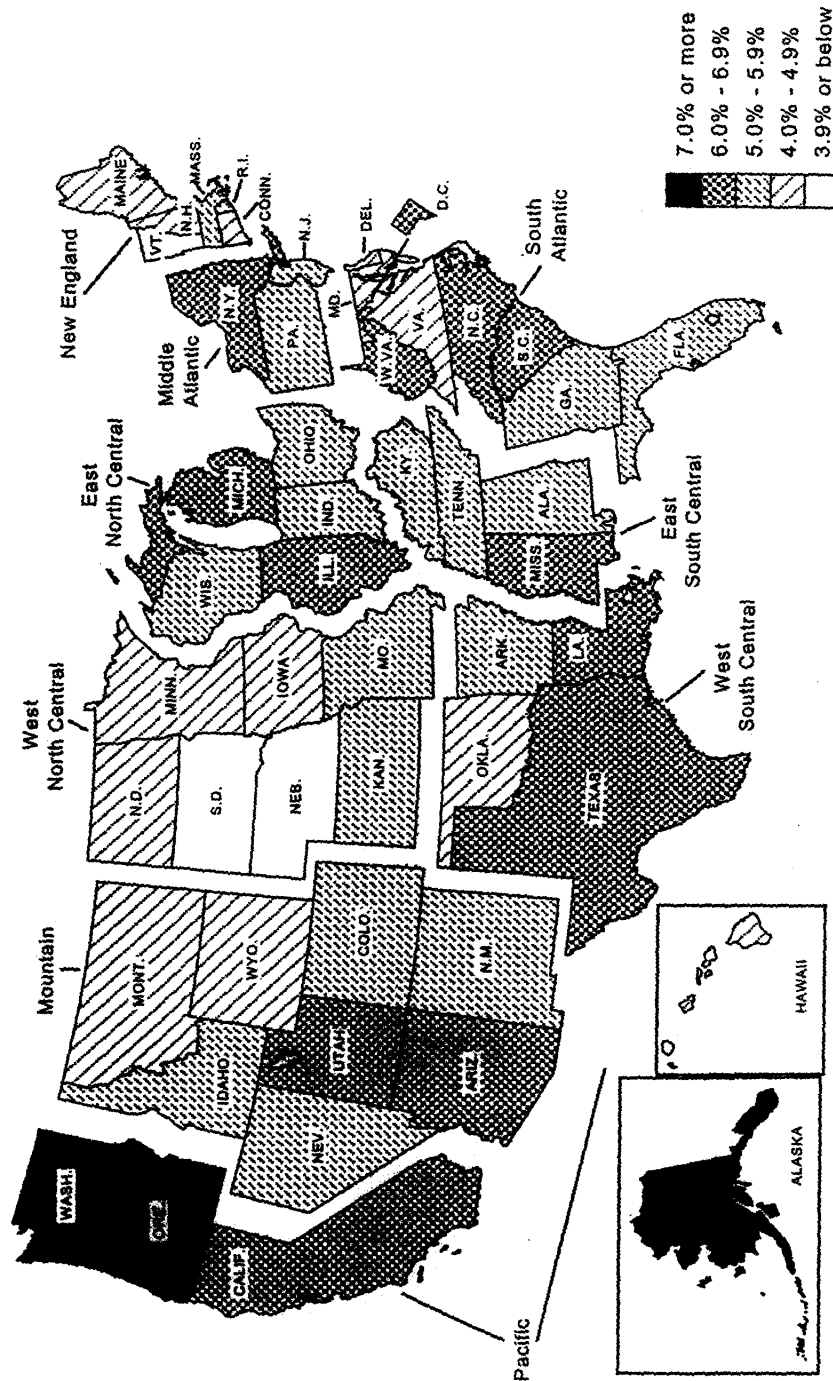 New England
MAINE
VT.
N.H.
MASS.
R.I.
CONN.
Middle
Atlantic
N.Y.
PA.
N.J.
East
North Central
MICH.
OHIO
IND.
ILL.
WIS.
West
North Central
MINN.
IOWA
MO.
N.D.
S.D.
NEB.
KAN.
Mountain
MONT.
WYO.
IDAHO
COLO.
N.M.
UTAH
ARIZ.
NEV.
Pacific
WASH.
ORE.
CALIF.
ALASKA
HAWAII
West
South Central
OKLA.
TEXAS
ARK.
LA.
East
South Central
KY.
TENN.
ALA.
MISS.
South
Atlantic
DEL.
MD.
D.C.
VA.
W.VA.
N.C.
S.C.
GA.
FLA.
7.0% or more
6.0% - 6.9%
5.0% - 5.9%
4.0% - 4.9%
3.9% or below